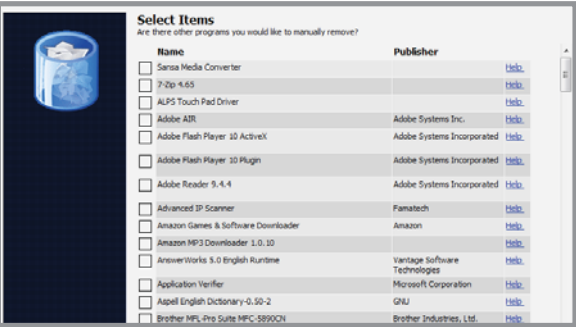 Select Items
Are there other programs you would like to manually remove?
Name Publisher
Sansa Media Converter Help
7-Zip 4.65 Help
ALPS Touch Pad Driver Help
Adobe AIR Adobe Systems Inc. Help
Adobe Flash Player 10 ActiveX Adobe Systems Incorporated Help
Adobe Flash Player 10 Plugin Adobe Systems Incorporated Help
Adobe Reader 9.4.4 Adobe Systems Incorporated Help
Advanced IP Scanner Famatech Help
Amazon Games & Software Downloader Amazon Help
Amazon MP3 Downloader 1.0.10 Help
AnswerWorks 5.0 English Runtime Vantage Software Help
Technologies
Application Verifier Microsoft Corporation Help
Aspell English Dictionary-0.50-2 GNU Help
Brother MFL-Pro Suite MFC-5890CN Brother Industries, Ltd. Help